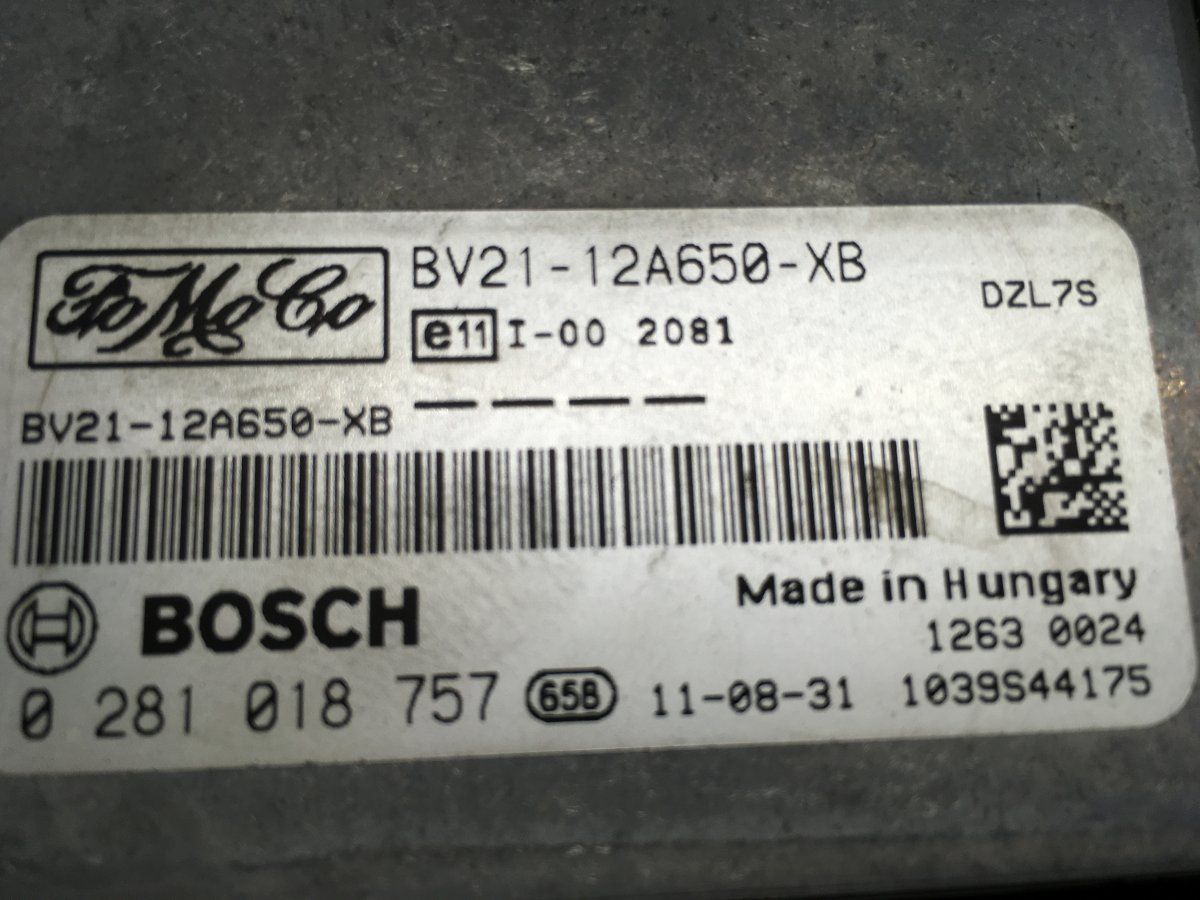 FoMoCo
BV21-12A650-XB
DZL7S
e11 I-00 2081
BV21-12A650-XB
BOSCH
Made in Hungary
1263 0024
0 281 018 757 65B 11-08-31 1039S44175